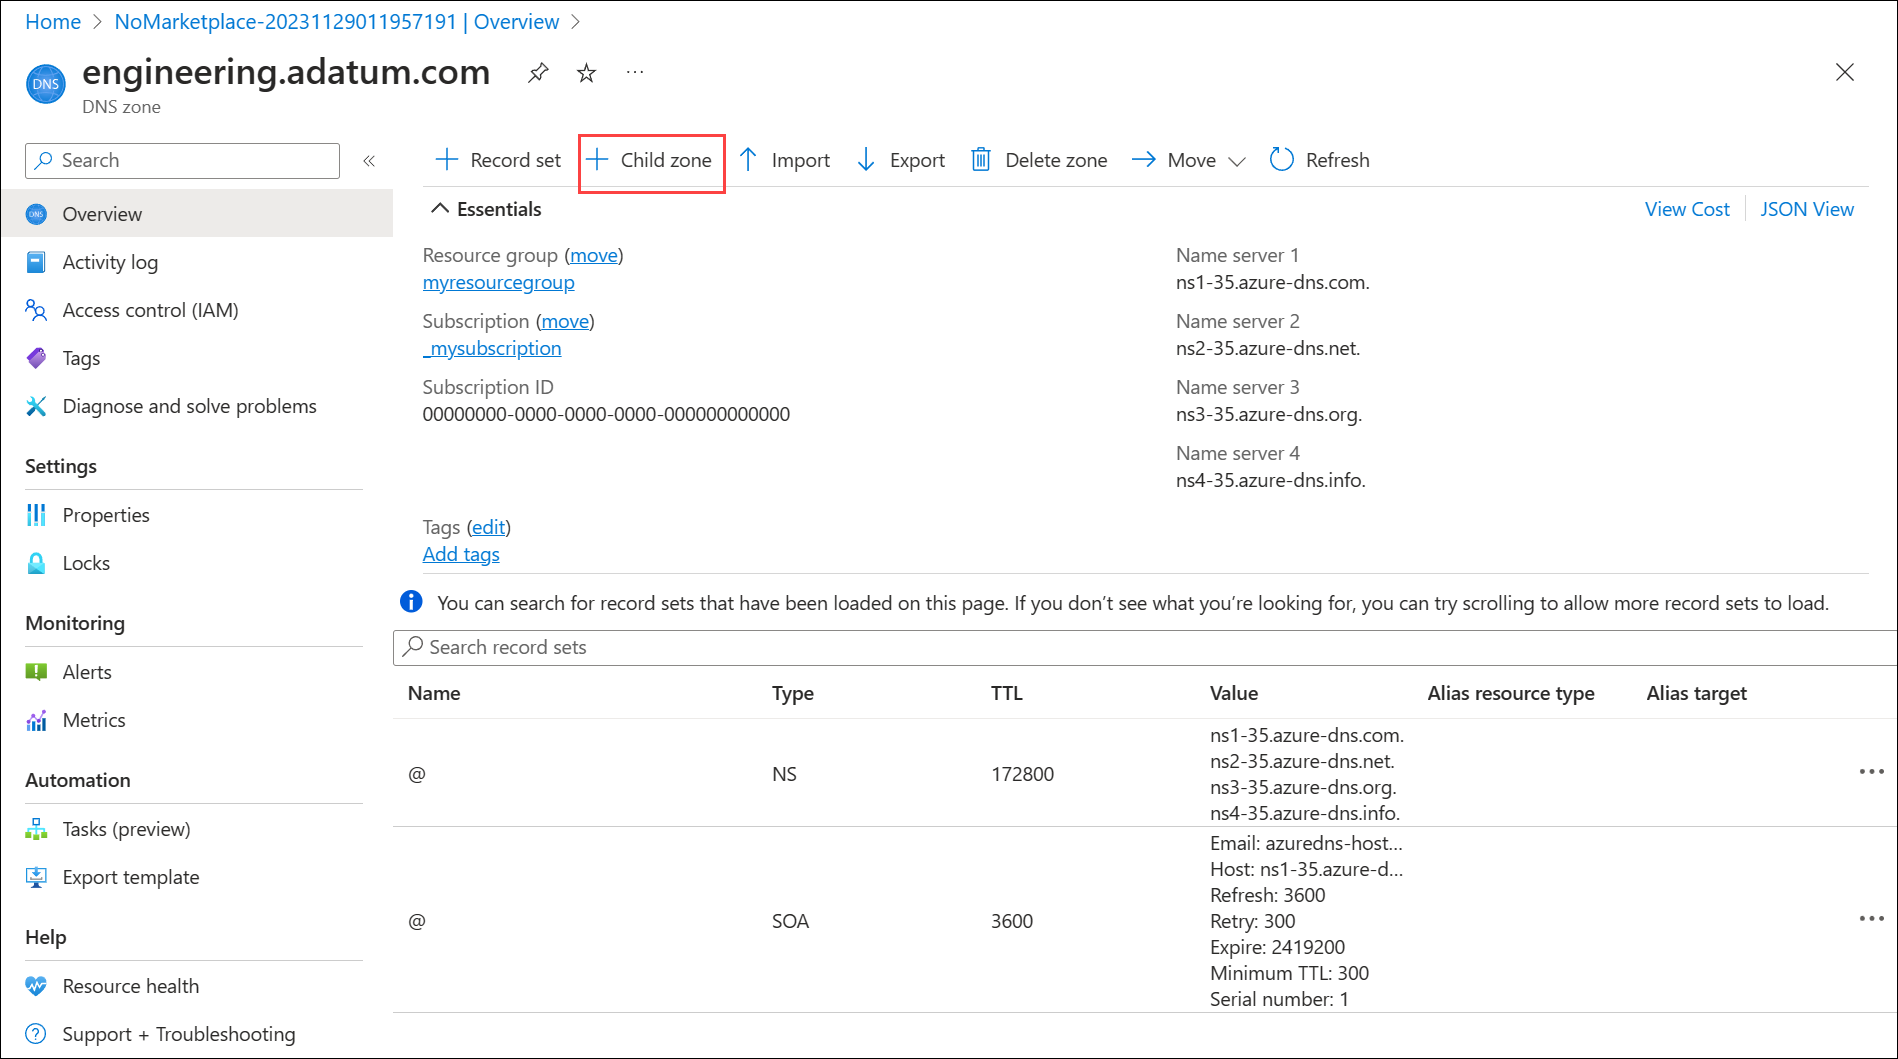 Home > NoMarketplace-20231129011957191 | Overview >
DNS
engineering.adatum.com
DNS zone
Search
«
Overview
Activity log
Access control (IAM)
Tags
Diagnose and solve problems
Settings
Properties
Locks
Monitoring
Alerts
Metrics
Automation
Tasks (preview)
Export template
Help
Resource health
Support + Troubleshooting
Record set
Child zone
Import
Export
Delete zone
Move
Refresh
Essentials
View Cost
JSON View
Resource group (move)
myresourcegroup
Subscription (move)
_mysubscription
Subscription ID
00000000-0000-0000-0000-000000000000
Name server 1
ns1-35.azure-dns.com.
Name server 2
ns2-35.azure-dns.net.
Name server 3
ns3-35.azure-dns.org.
Name server 4
ns4-35.azure-dns.info.
Tags (edit)
Add tags
You can search for record sets that have been loaded on this page. If you don’t see what you’re looking for, you can try scrolling to allow more record sets to load.
Search record sets
Name Type TTL Value Alias resource type Alias target
@ NS 172800
ns1-35.azure-dns.com.
ns2-35.azure-dns.net.
ns3-35.azure-dns.org.
ns4-35.azure-dns.info.
@ SOA 3600
Email: azuredns-host...
Host: ns1-35.azure-d...
Refresh: 3600
Retry: 300
Expire: 2419200
Minimum TTL: 300
Serial number: 1